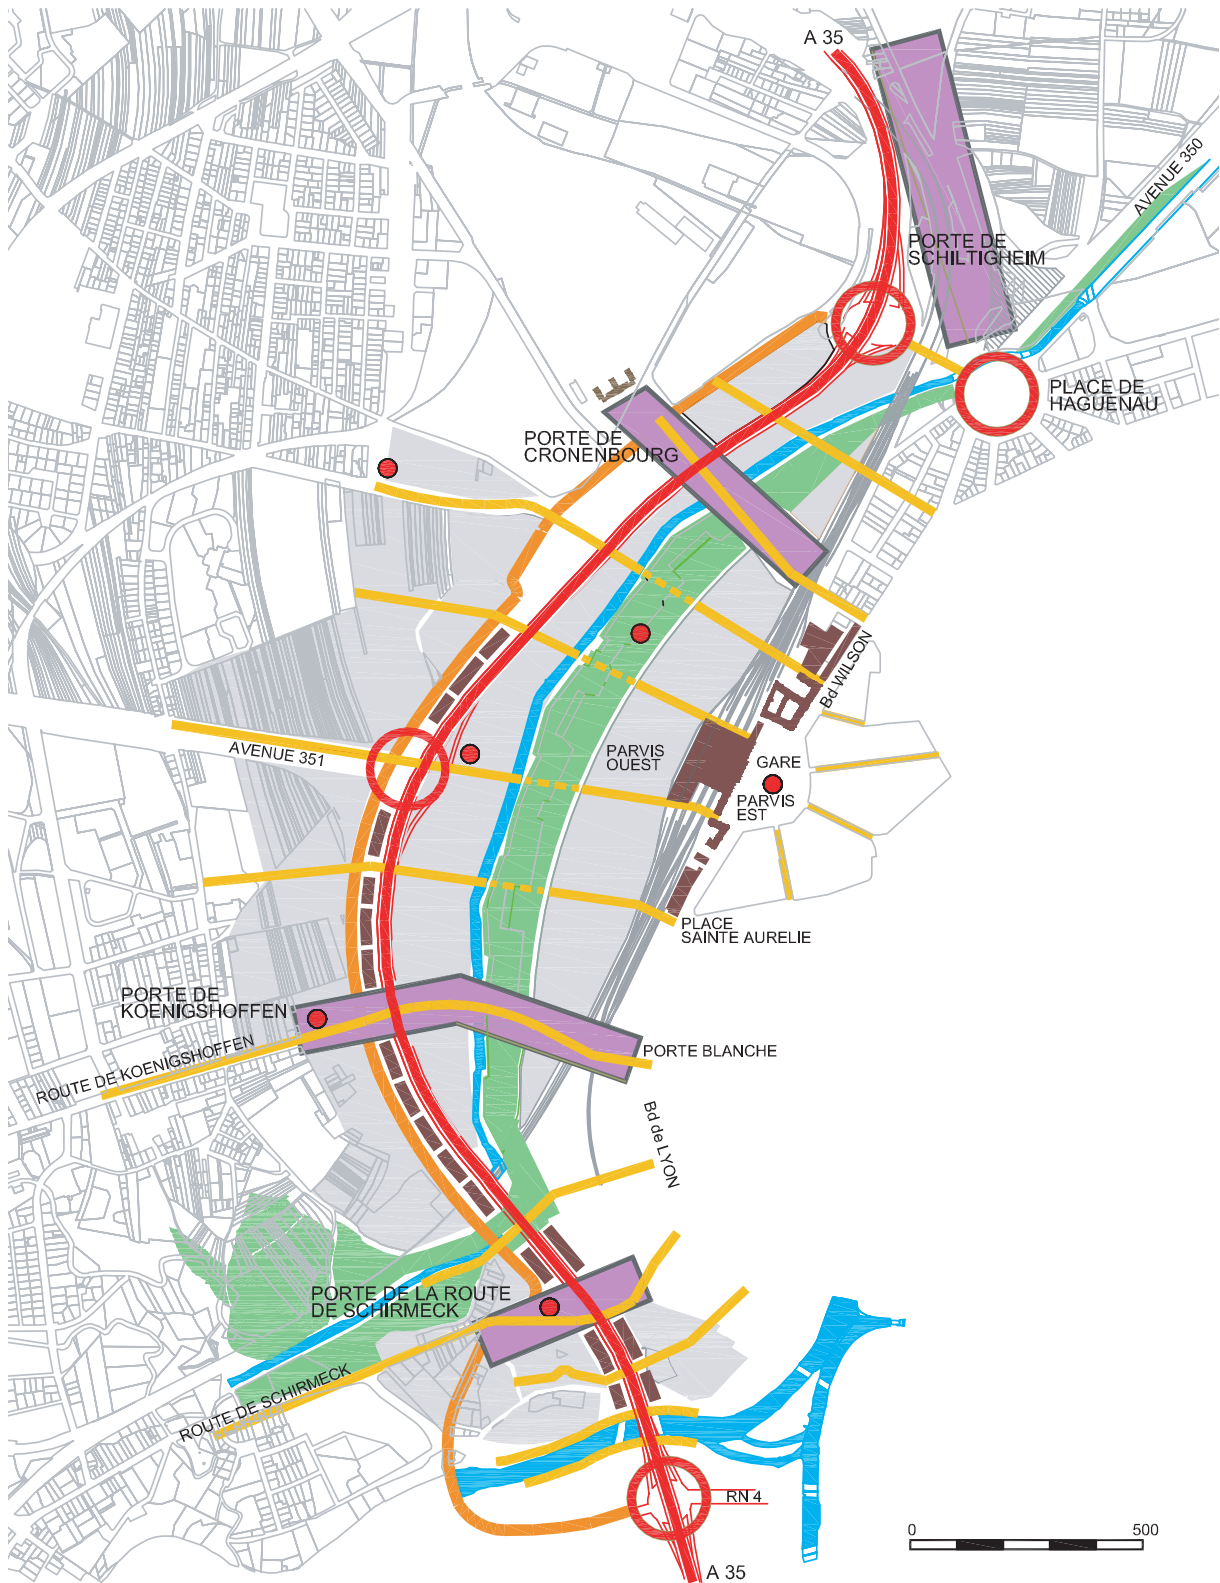 A 35
AVENUE 350
PORTE DE
SCHILTIGHEIM
PLACE DE
HAGUENAU
PORTE DE
CRONENBOURG
Bd WILSON
AVENUE 351
PARVIS
OUEST
GARE
PARVIS
EST
PLACE
SAINTE AURELIE
PORTE DE
KOENIGSHOFFEN
ROUTE DE KOENIGSHOFFEN
PORTE BLANCHE
Bd de LYON
PORTE DE LA ROUTE
DE SCHIRMECK
ROUTE DE SCHIRMECK
RN 4
0 500
A 35